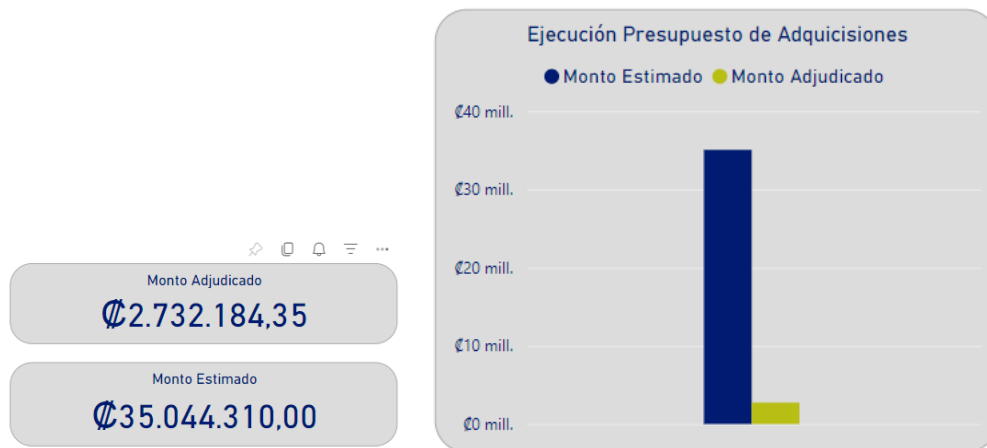 Monto Adjudicado
₡2.732.184,35
Monto Estimado
₡35.044.310,00
Ejecución Presupuesto de Adquicisiones
Monto Estimado Monto Adjudicado
₡40 mill.
₡30 mill.
₡20 mill.
₡10 mill.
₡0 mill.